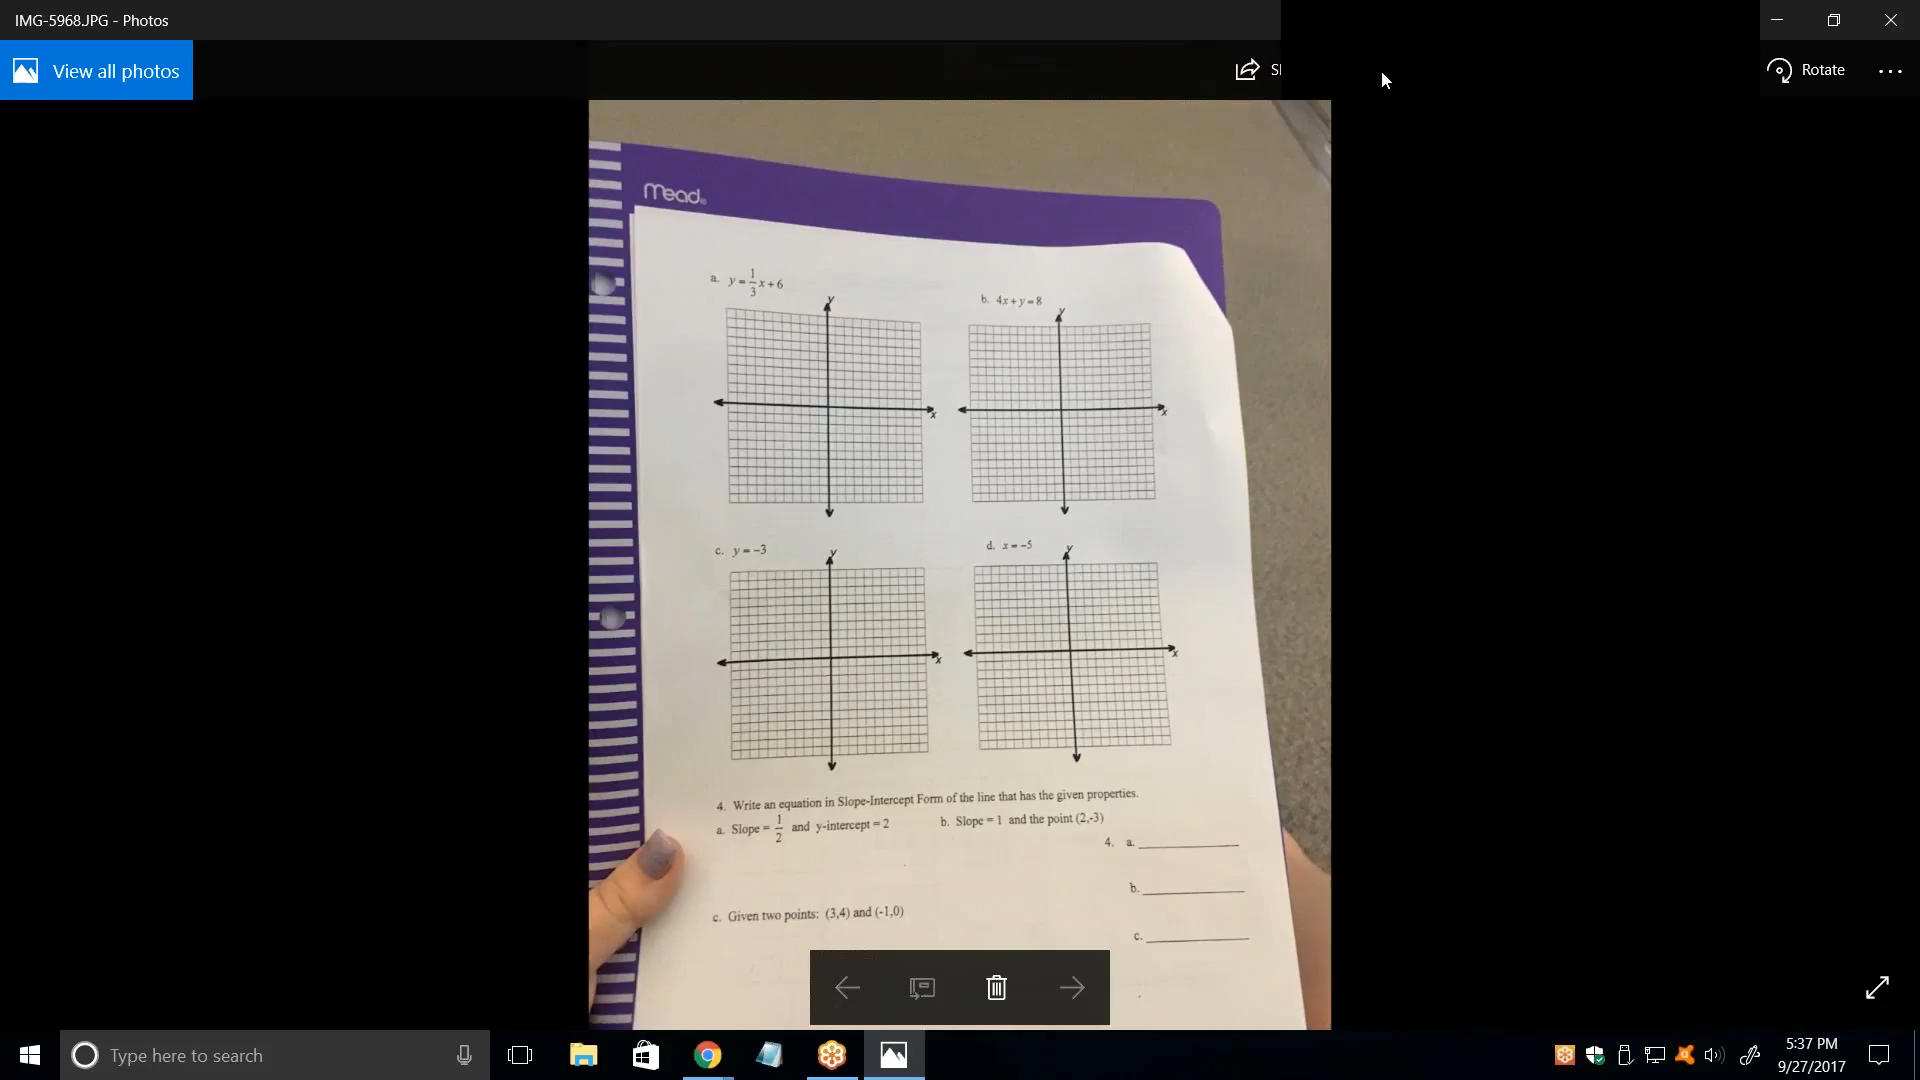 IMG-5968.JPG - Photos
View all photos
Rotate
Mead
a. y = 1/3 x + 6
b. 4x + y = 8
y
y
x
x
c. y = -3
d. x = -5
y
y
x
x
4. Write an equation in Slope-Intercept Form of the line that has the given properties.
a. Slope = 1/2 and y-intercept = 2
b. Slope = 1 and the point (2,-3)
4. a.
b.
c. Given two points: (3,4) and (-1,0)
c.
Type here to search
5:37 PM
9/27/2017